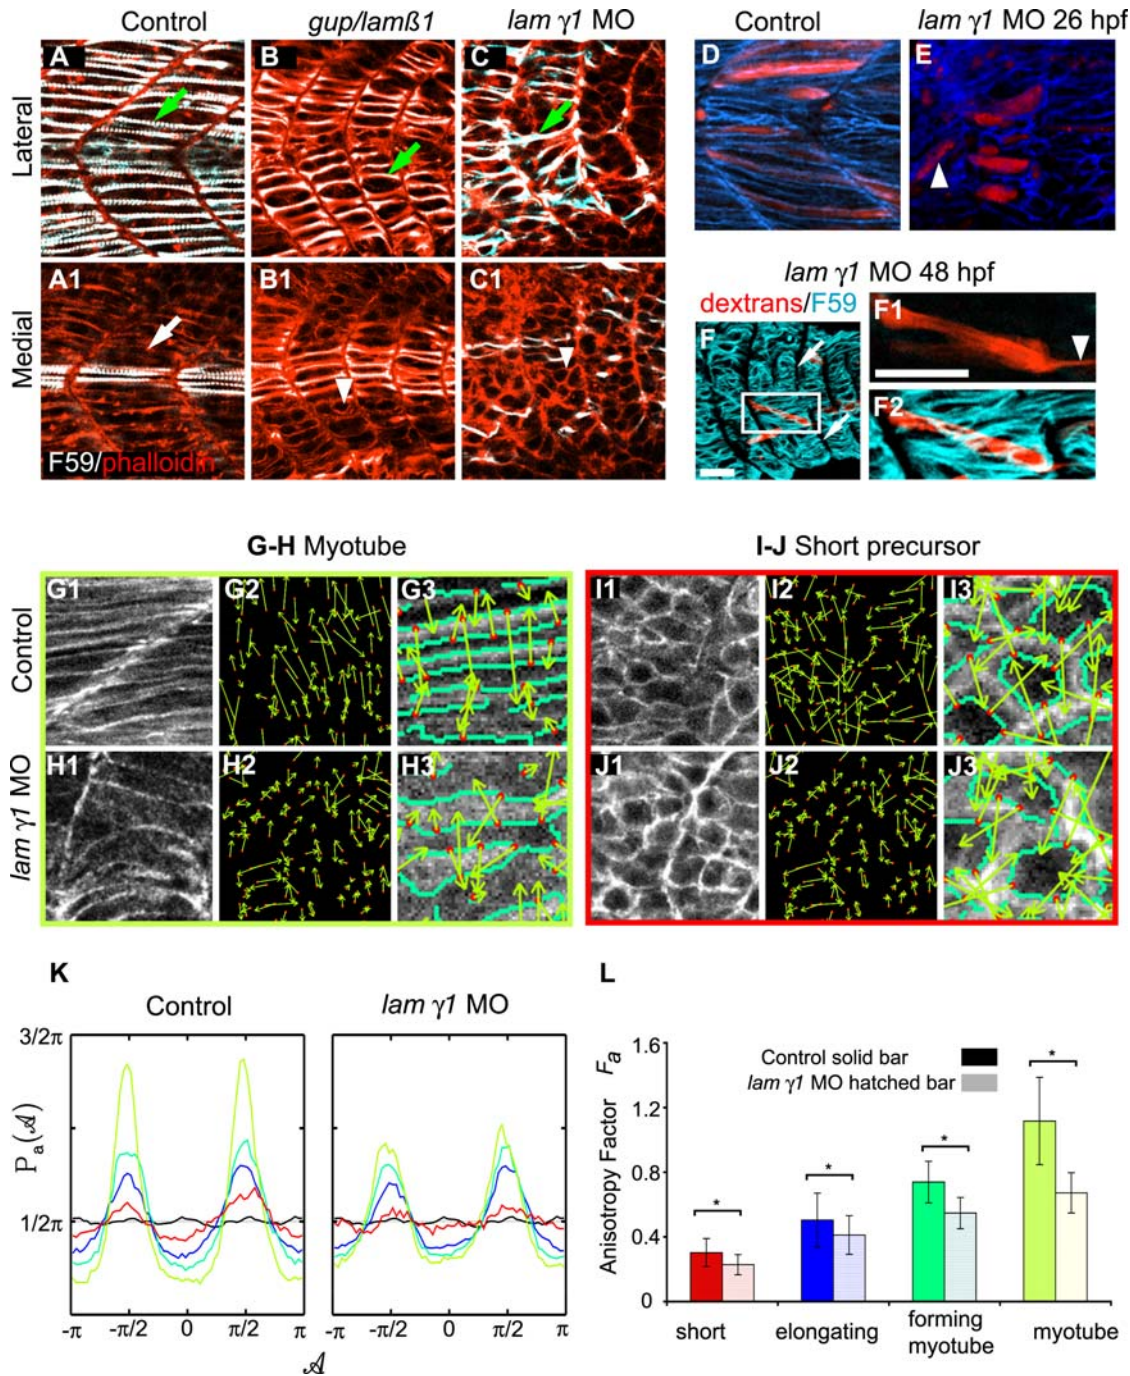 Control gup/lamß1 lam γ1 MO Control lam γ1 MO 26 hpf
Lateral
A B C D E
Medial
A1 B1 C1
F59/phalloidin
lam γ1 MO 48 hpf
dextrans/F59
F F1
F2
G-H Myotube
I-J Short precursor
Control
G1 G2 G3 I1 I2 I3
lam γ1 MO
H1 H2 H3 J1 J2 J3
K
Control lam γ1 MO
3/2π
1/2π
Pa(𝒜)
-π -π/2 0 π/2 π -π -π/2 0 π/2 π
𝒜
L
Anisotropy Factor Fa
1.6
1.2
0.8
0.4
0
Control solid bar
lam γ1 MO hatched bar
* * * *
short elongating forming myotube myotube